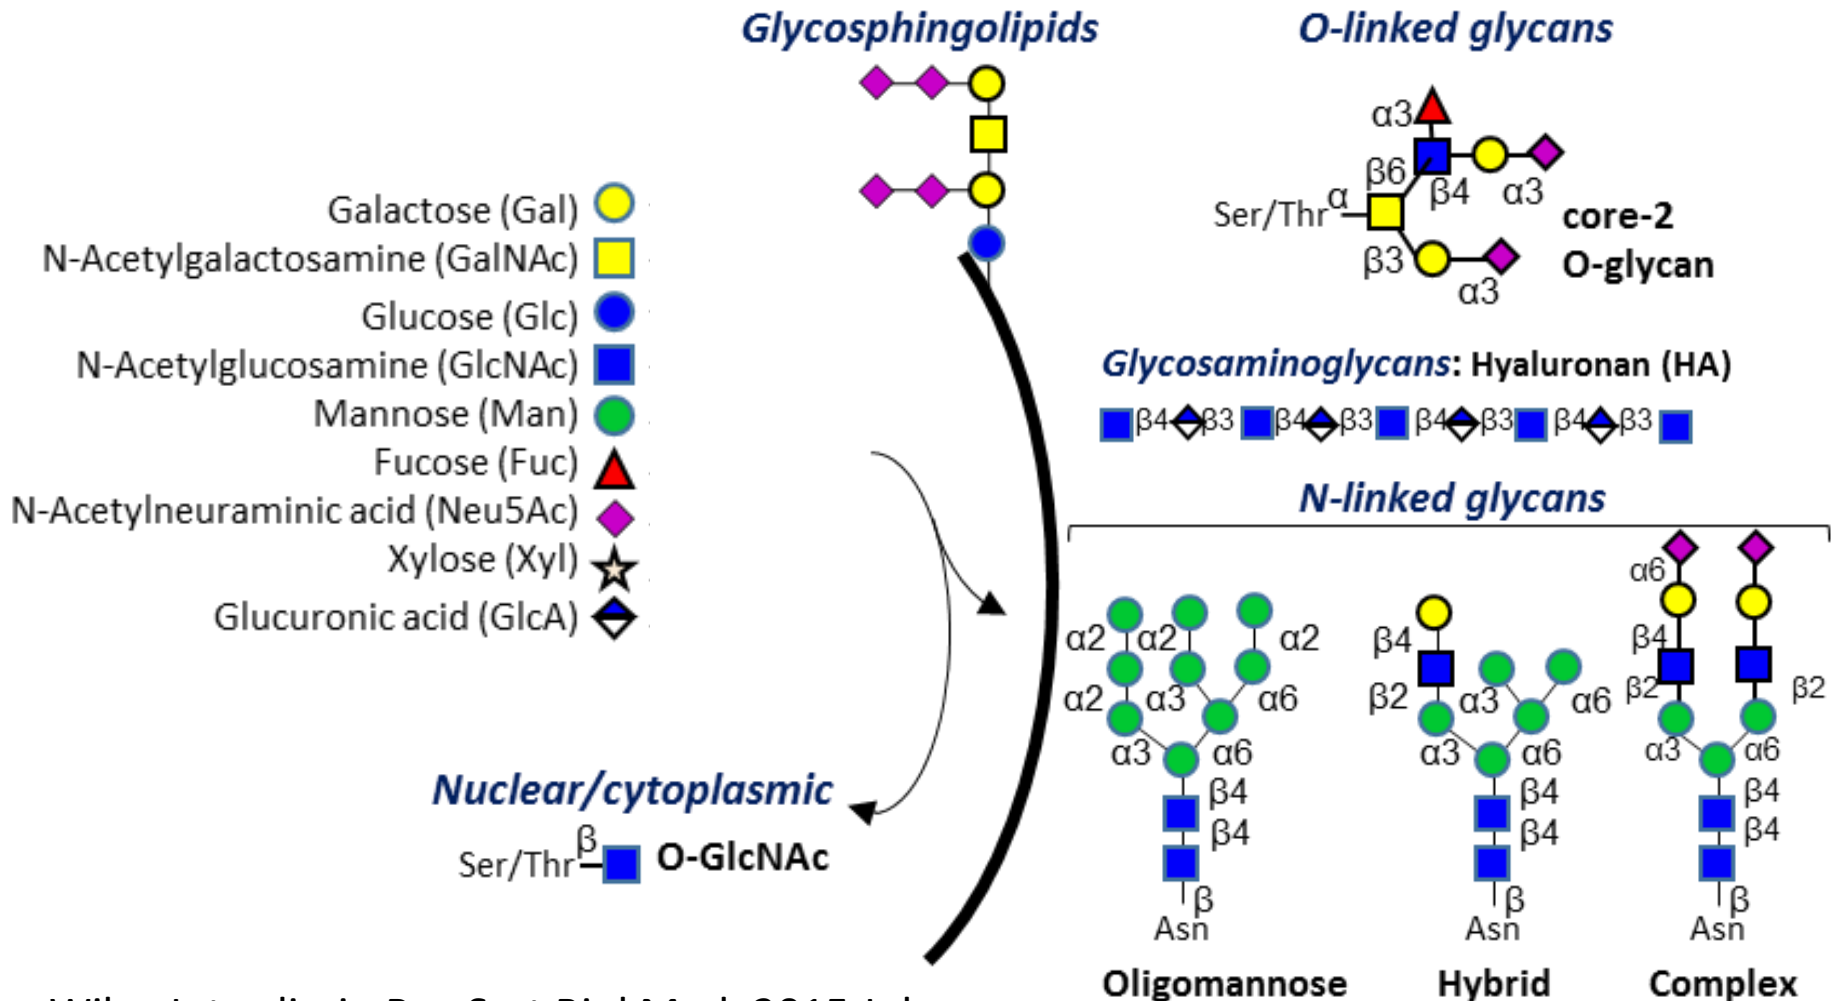 Glycosphingolipids
O-linked glycans
Galactose (Gal)
N-Acetylgalactosamine (GalNAc)
Glucose (Glc)
N-Acetylglucosamine (GlcNAc)
Mannose (Man)
Fucose (Fuc)
N-Acetylneuraminic acid (Neu5Ac)
Xylose (Xyl)
Glucuronic acid (GlcA)
α3
β6
β4
α3
Ser/Thr α
core-2
O-glycan
β3
α3
Glycosaminoglycans: Hyaluronan (HA)
β4 β3 β4 β3 β4 β3 β4 β3
N-linked glycans
α2 α2 α2
α2 α3 α6
α3 α6
β4
β4
β
Asn
Oligomannose
β4
β2 α3 α6
α3 α6
β4
β4
β
Asn
Hybrid
α6
β4
β2 β2
α3 α6
β4
β4
β
Asn
Complex
Nuclear/cytoplasmic
β
Ser/Thr O-GlcNAc